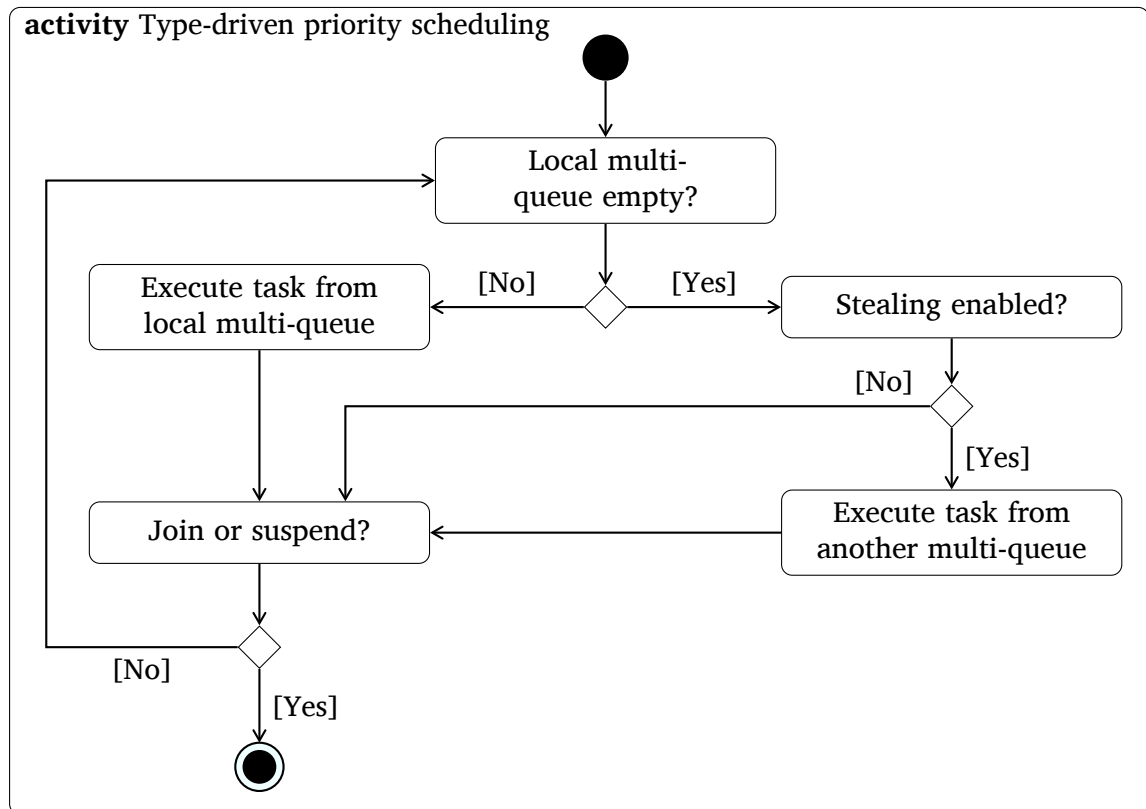 activity Type-driven priority scheduling
Local multi-
queue empty?
[No]
[Yes]
Execute task from
local multi-queue
Stealing enabled?
[No]
[Yes]
Join or suspend?
Execute task from
another multi-queue
[No]
[Yes]